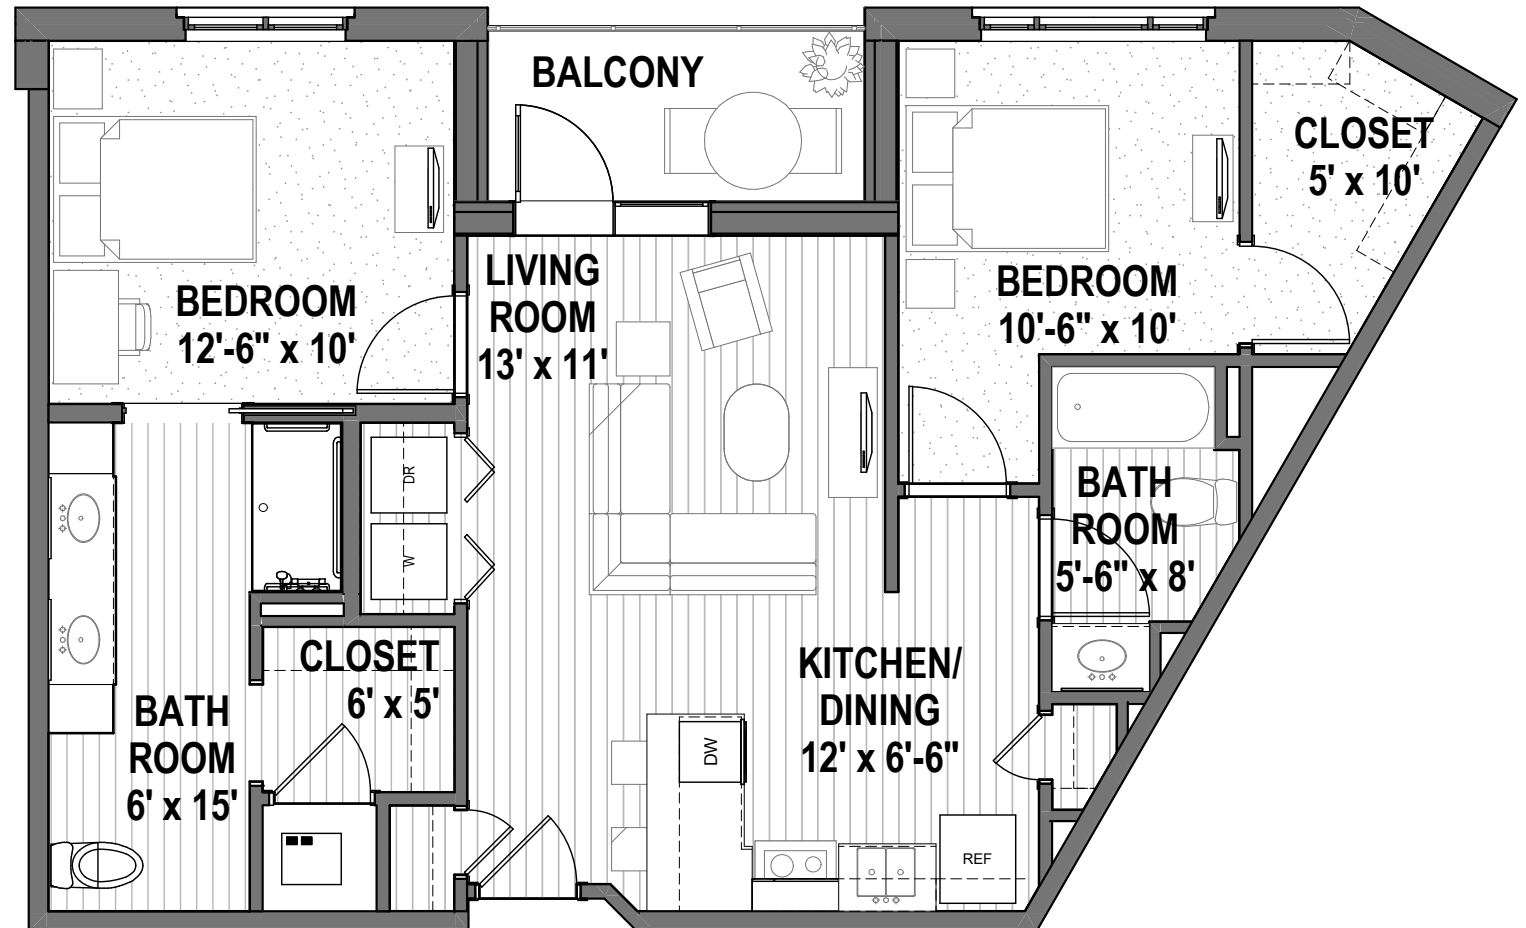 BALCONY
CLOSET
5' x 10'
LIVING
ROOM
13' x 11'
BEDROOM
12'-6" x 10'
BEDROOM
10'-6" x 10'
DR
W
BATH
ROOM
5'-6" x 8'
CLOSET
6' x 5'
KITCHEN/
DINING
12' x 6'-6"
BATH
ROOM
6' x 15'
DW
REF